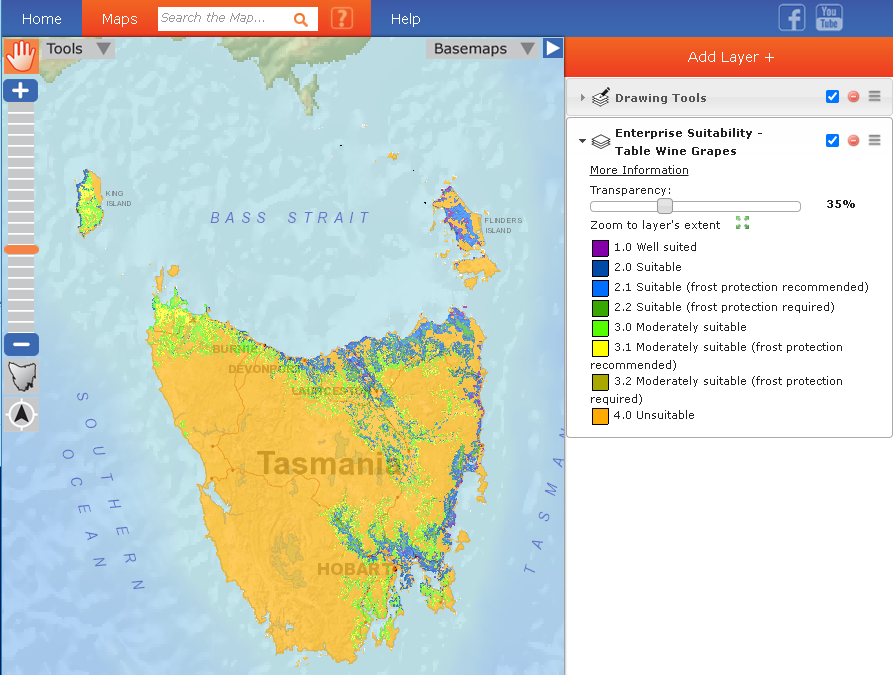 Home
Maps
Search the Map...
?
Help
f
You
Tube
Tools
Basemaps
Add Layer +
Drawing Tools
Enterprise Suitability -
Table Wine Grapes
More Information
Transparency:
35%
Zoom to layer's extent
1.0 Well suited
2.0 Suitable
2.1 Suitable (frost protection recommended)
2.2 Suitable (frost protection required)
3.0 Moderately suitable
3.1 Moderately suitable (frost protection
recommended)
3.2 Moderately suitable (frost protection
required)
4.0 Unsuitable
KING
ISLAND
BASS STRAIT
FLINDERS
ISLAND
BURNIE
DEVONPORT
LAUNCESTON
Tasmania
HOBART
SOUTHERN
OCEAN
TASMAN